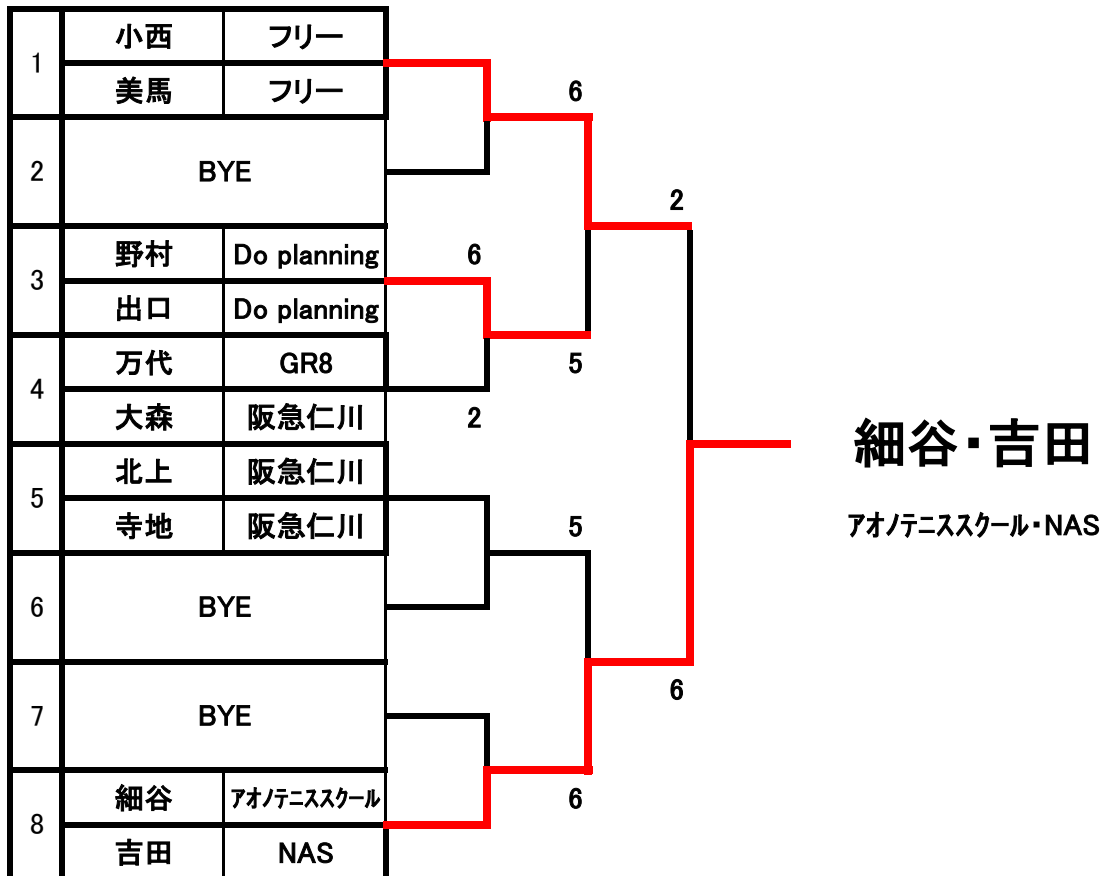 1 小西 フリー
美馬 フリー
2 BYE
3 野村 Do planning
出口 Do planning
4 万代 GR8
大森 阪急仁川
5 北上 阪急仁川
寺地 阪急仁川
6 BYE
7 BYE
8 細谷 アオノテニススクール
吉田 NAS
6
2
6
5
2
5
6
6
細谷・吉田
アオノテニススクール・NAS